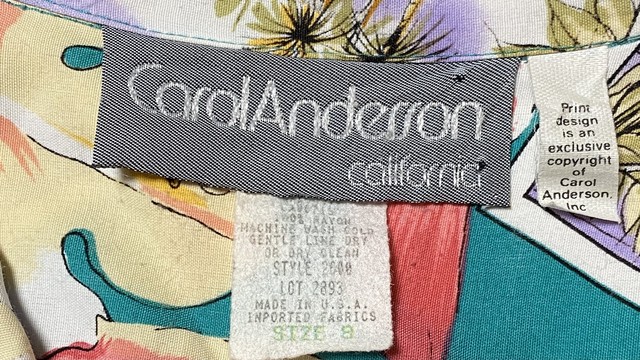 CarolAnderson
california
Print
design
is an
exclusive
copyright
of
Carol
Anderson,
Inc.
RAYON
MACHINE WASH COLD
GENTLE LINE DRY
OR DRY CLEAN
STYLE 2600
LOT 2893
MADE IN U.S.A.
IMPORTED FABRICS
SIZE 8